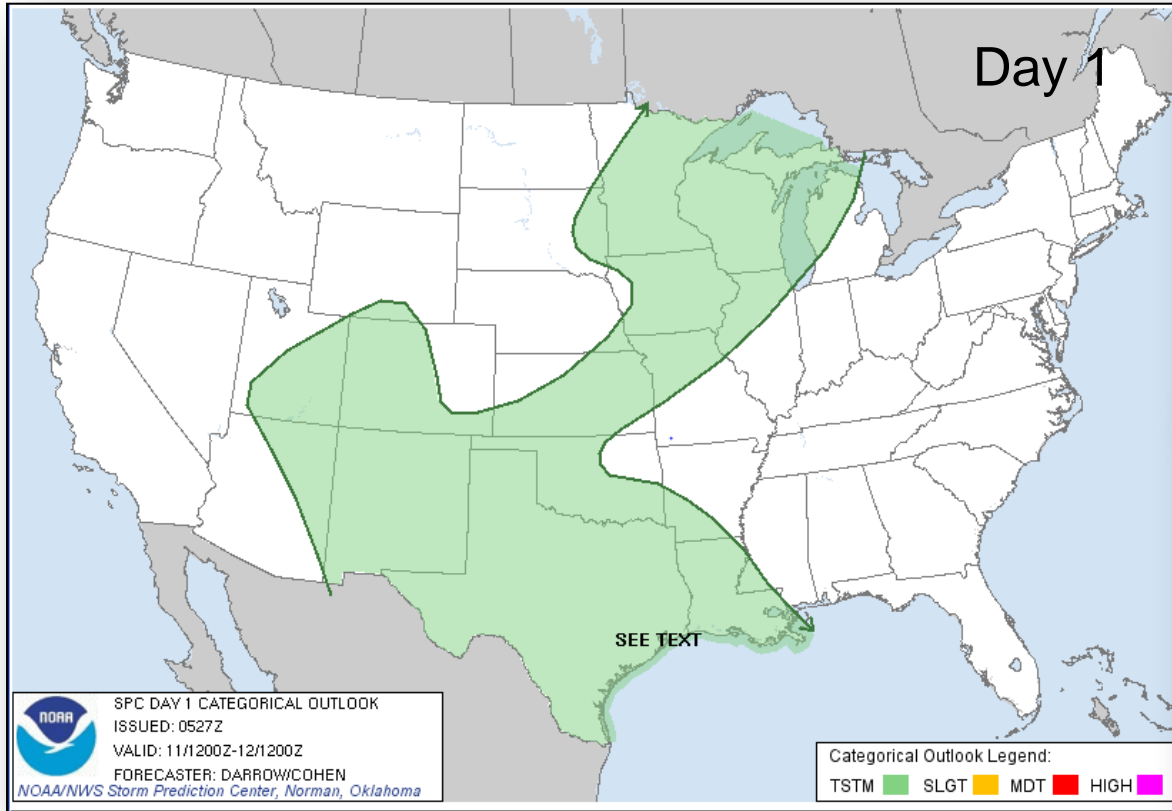 Day 1
SEE TEXT
NOAA
SPC DAY 1 CATEGORICAL OUTLOOK
ISSUED: 0527Z
VALID: 11/1200Z-12/1200Z
FORECASTER: DARROW/COHEN
NOAA/NWS Storm Prediction Center, Norman, Oklahoma
Categorical Outlook Legend:
TSTM SLGT MDT HIGH